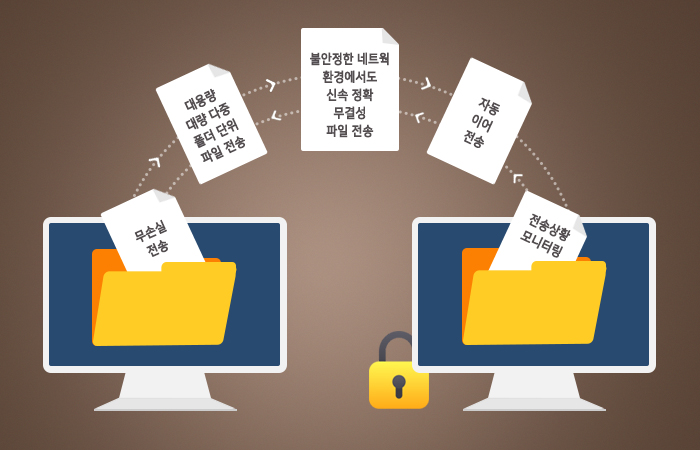 무손실
전송
대용량
대량 다중
폴더 단위
파일 전송
불안정한 네트웍
환경에서도
신속 정확
무결성
파일 전송
자동
이어
전송
전송상황
모니터링